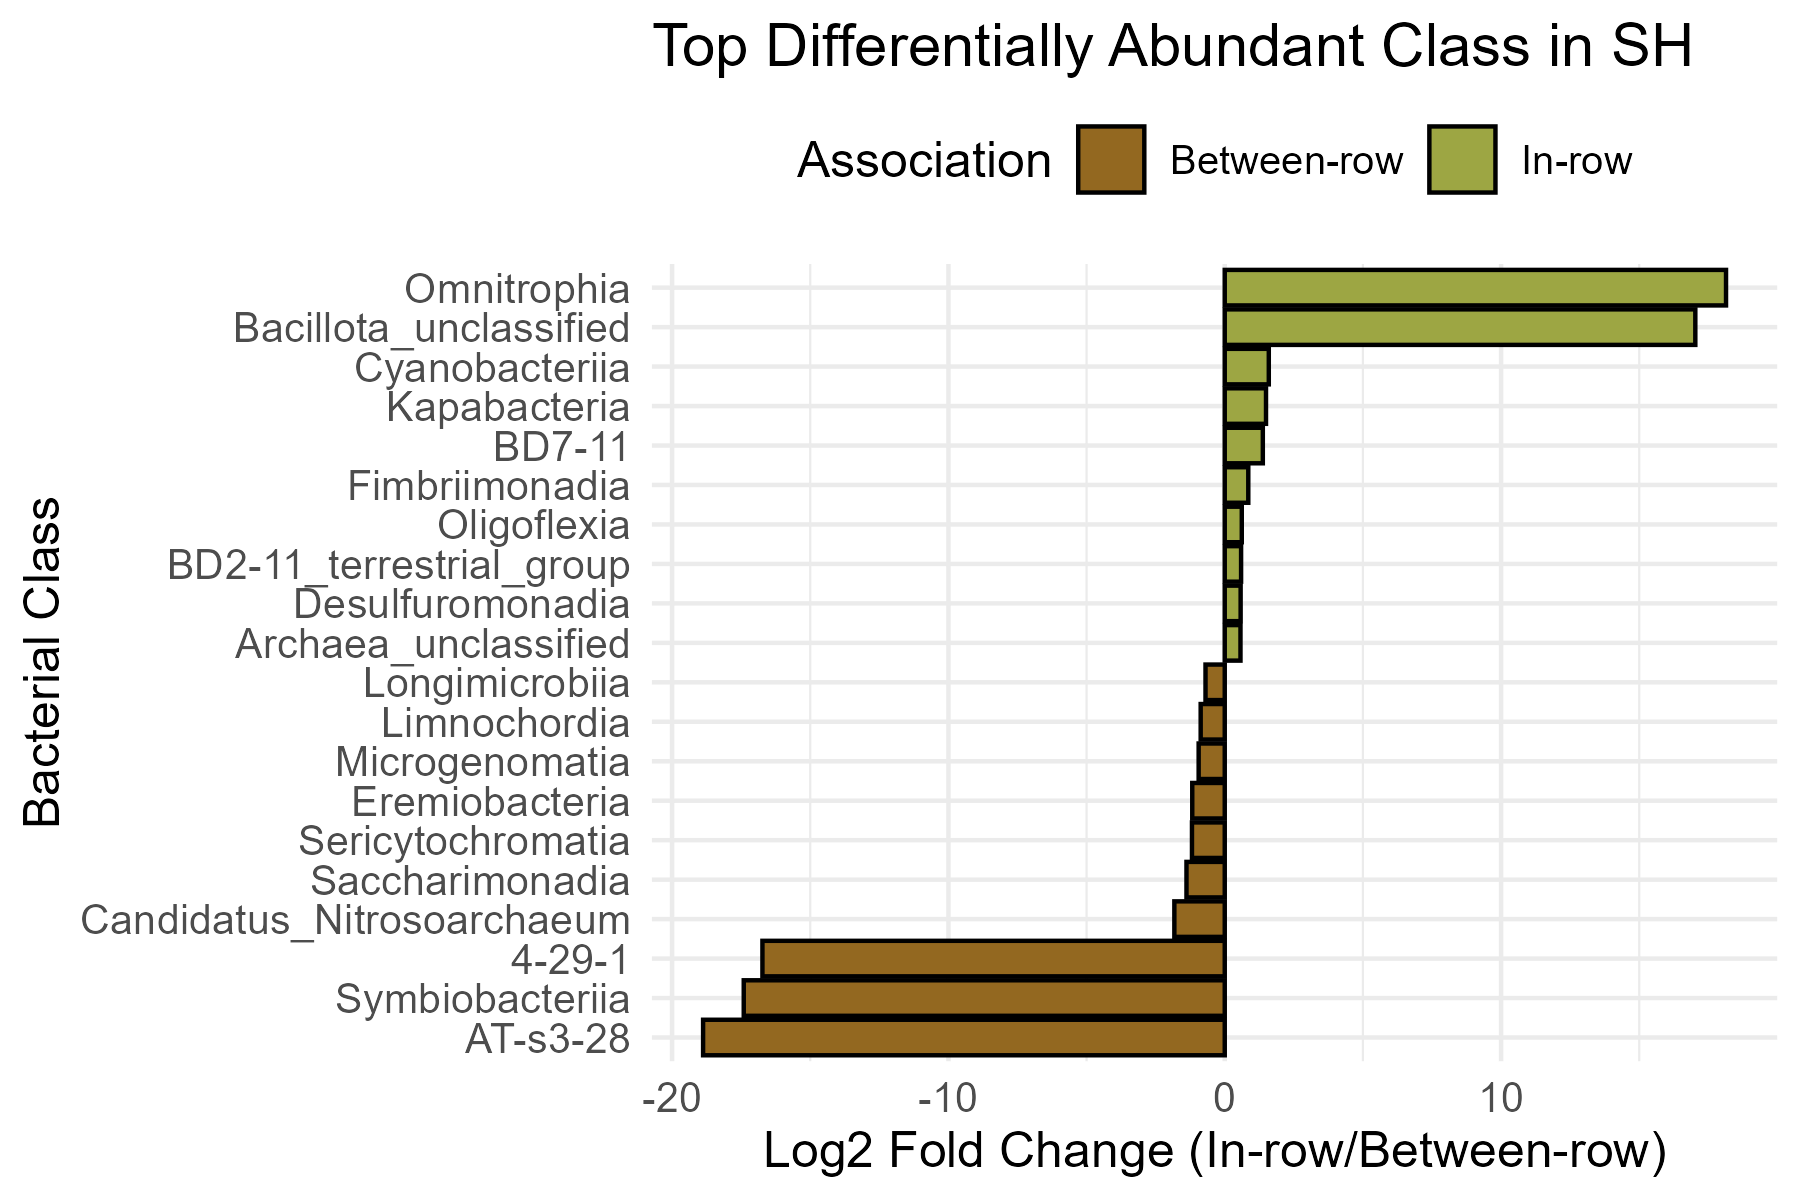 Top Differentially Abundant Class in SH
Association Between-row In-row
Bacterial Class
Omnitrophia
Bacillota_unclassified
Cyanobacteriia
Kapabacteria
BD7-11
Fimbriimonadia
Oligoflexia
BD2-11_terrestrial_group
Desulfuromonadia
Archaea_unclassified
Longimicrobiia
Limnochordia
Microgenomatia
Eremiobacteria
Sericytochromatia
Saccharimonadia
Candidatus_Nitrosoarchaeum
4-29-1
Symbiobacteriia
AT-s3-28
-20 -10 0 10
Log2 Fold Change (In-row/Between-row)